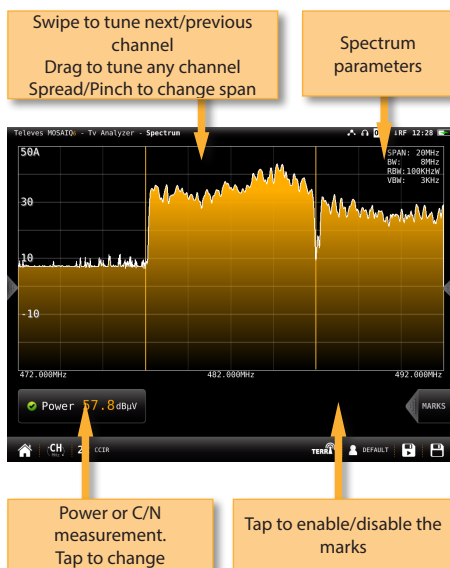 Swipe to tune next/previous
channel
Drag to tune any channel
Spread/Pinch to change span
Spectrum
parameters
Televes MOSAIQ6 - Tv Analyzer - Spectrum
RF 12:28
50A
SPAN: 20MHz
BW: 8MHz
RBW:100KHzW
VBW: 3KHz
30
10
-10
472.000MHz
482.000MHz
492.000MHz
Power 57.8dBµV
MARKS
CH
CCIR
TERR
DEFAULT
Power or C/N
measurement.
Tap to change
Tap to enable/disable the
marks